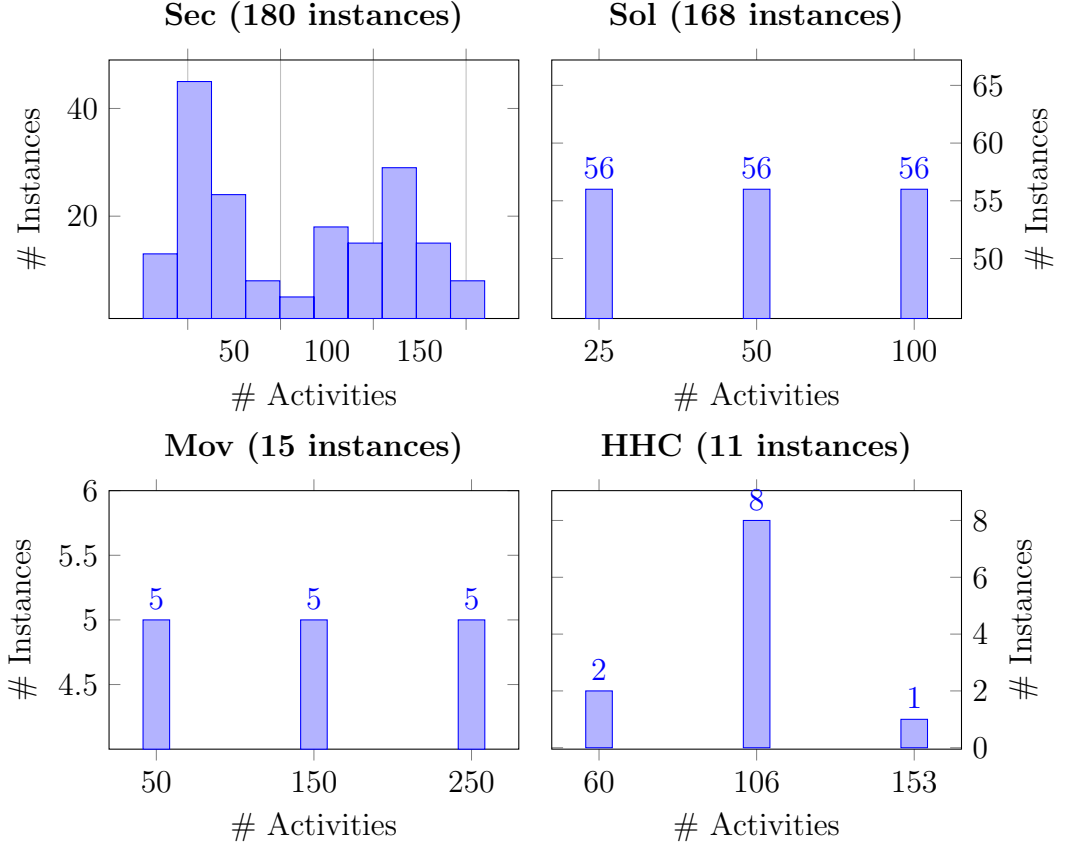 Sec (180 instances)
# Instances
40
20
50 100 150
# Activities
Sol (168 instances)
56 56 56
65
60
55
50
# Instances
25 50 100
# Activities
Mov (15 instances)
# Instances
6
5.5
5
4.5
5 5 5
50 150 250
# Activities
HHC (11 instances)
2 8 1
8
6
4
2
0
# Instances
60 106 153
# Activities